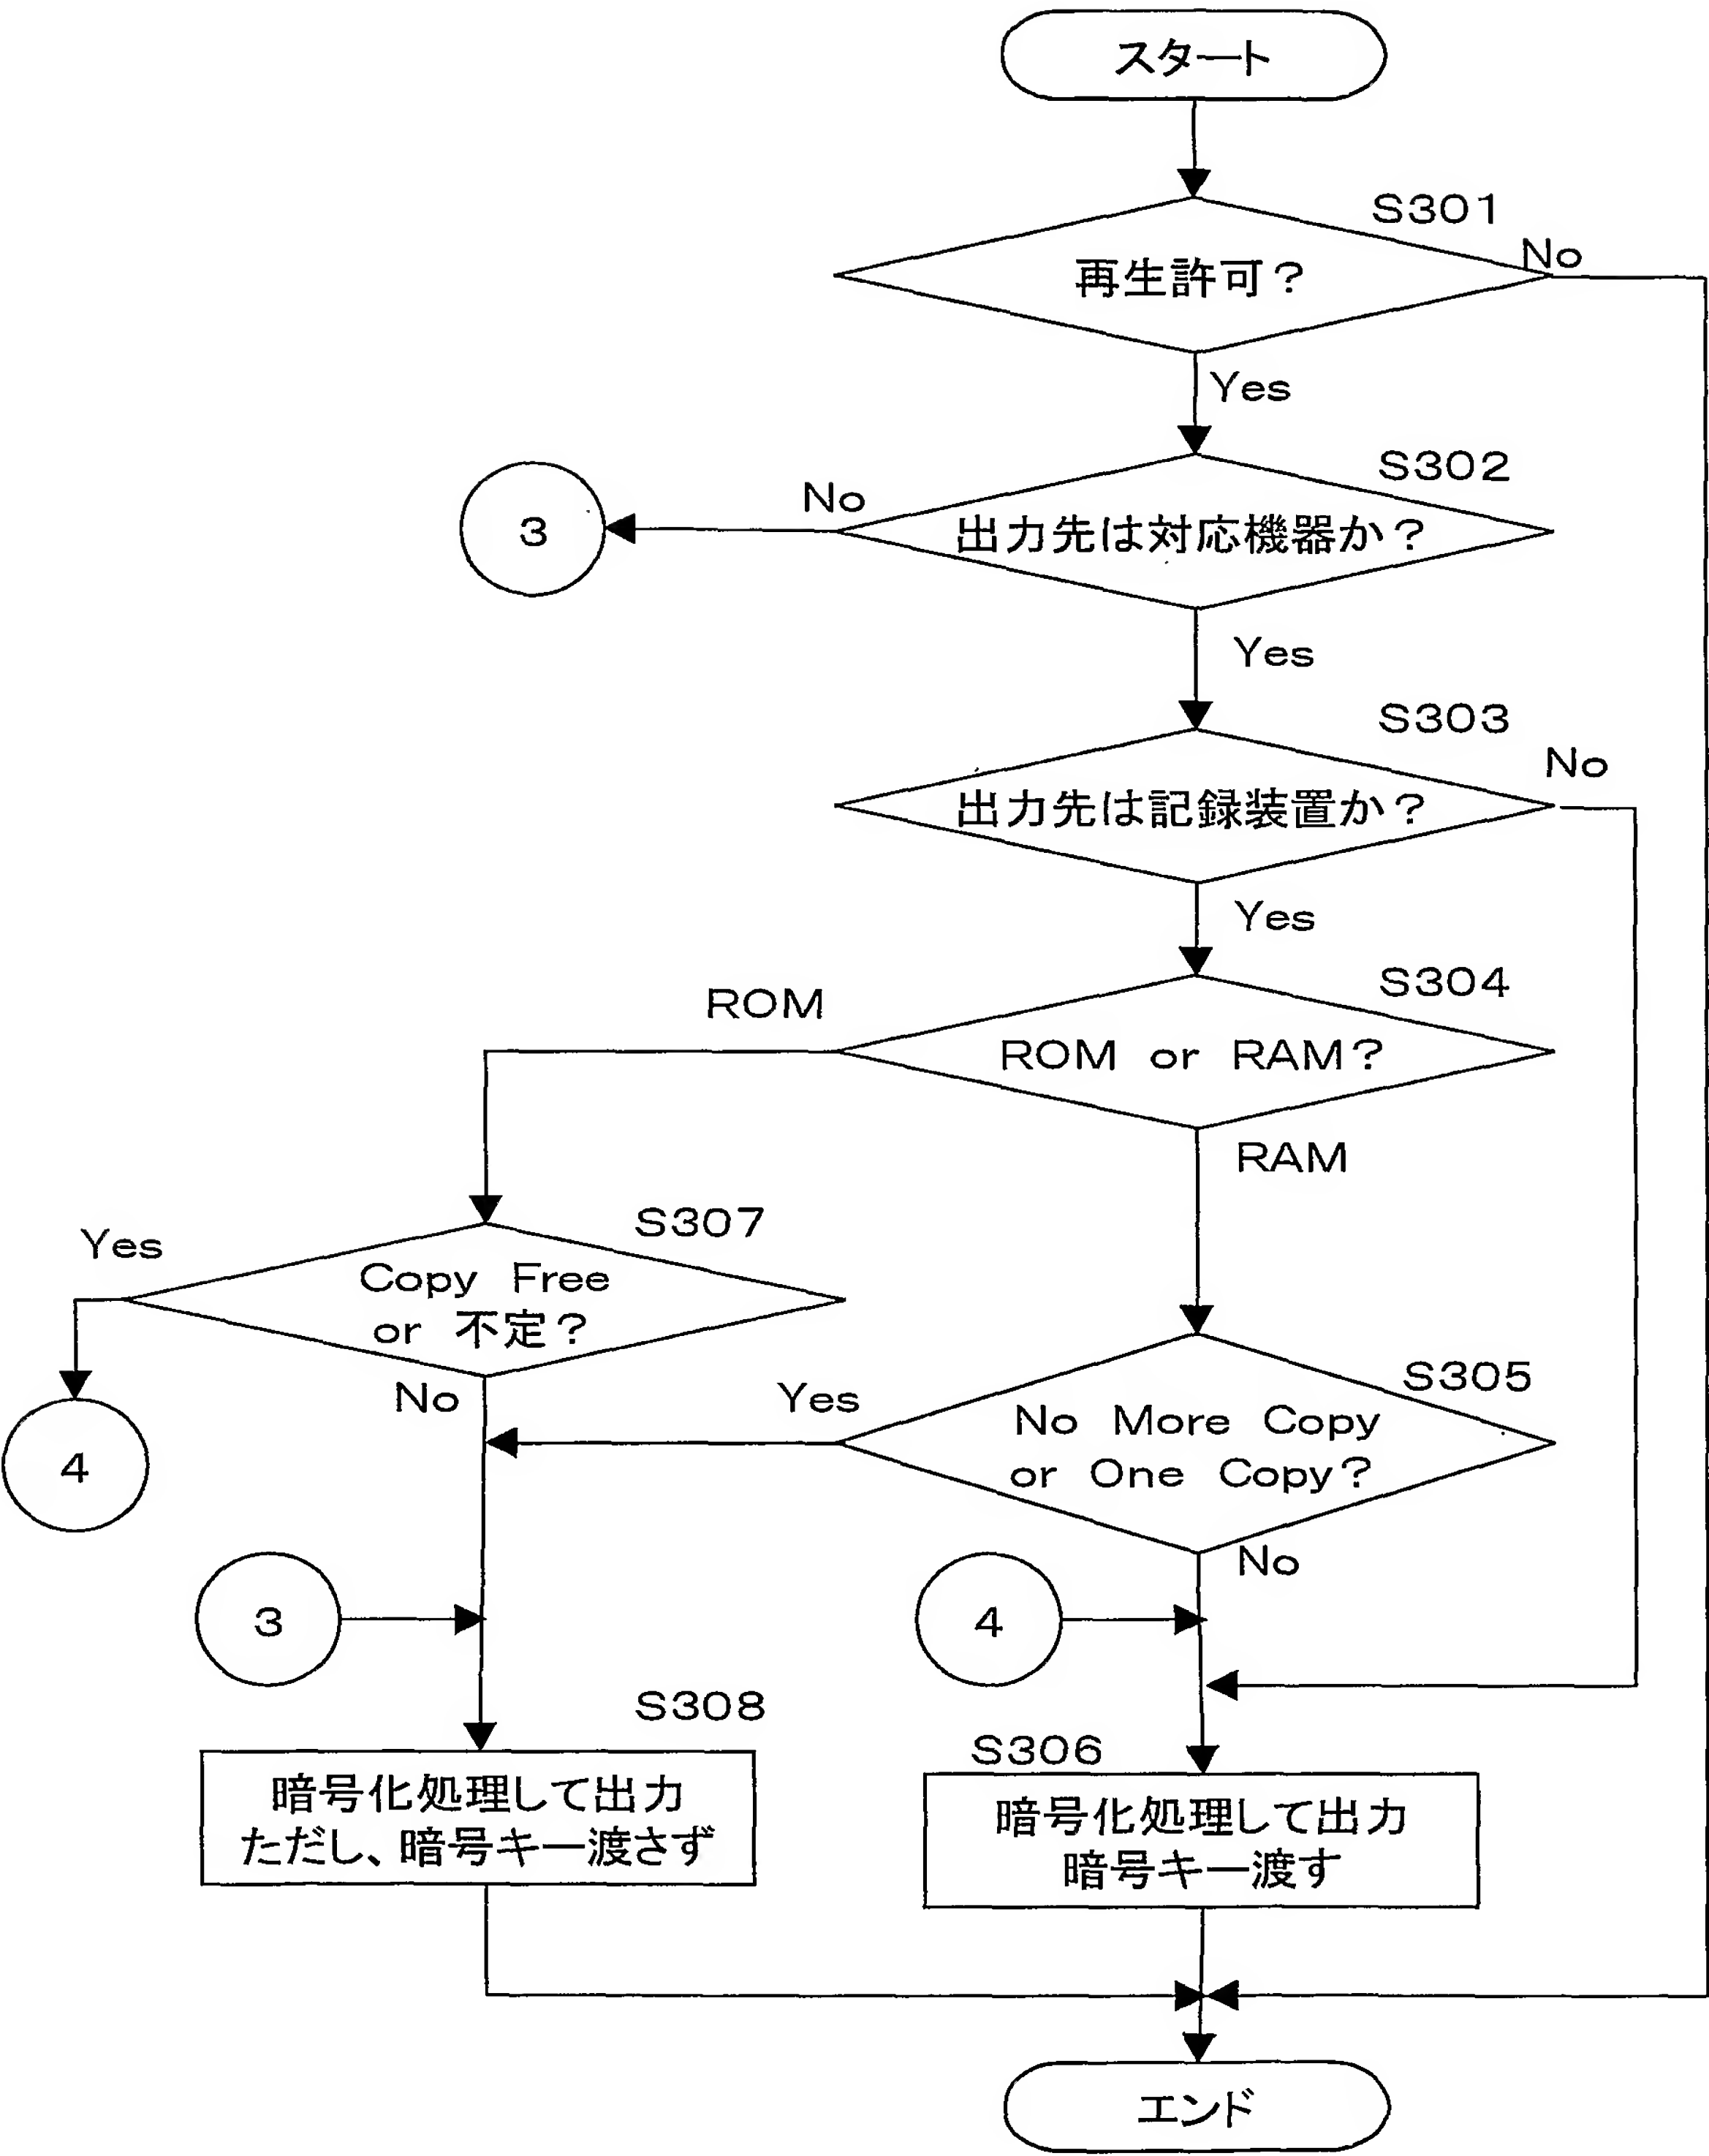 スタート
S301
再生許可？
No
Yes
S302
出力先は対応機器か？
No
3
Yes
S303
出力先は記録装置か？
No
Yes
S304
ROM or RAM？
ROM
RAM
S307
Copy Free
or 不定？
Yes
4
No
S305
No More Copy
or One Copy？
Yes
No
3
4
S308
暗号化処理して出力
ただし、暗号キー渡さず
S306
暗号化処理して出力
暗号キー渡す
エンド